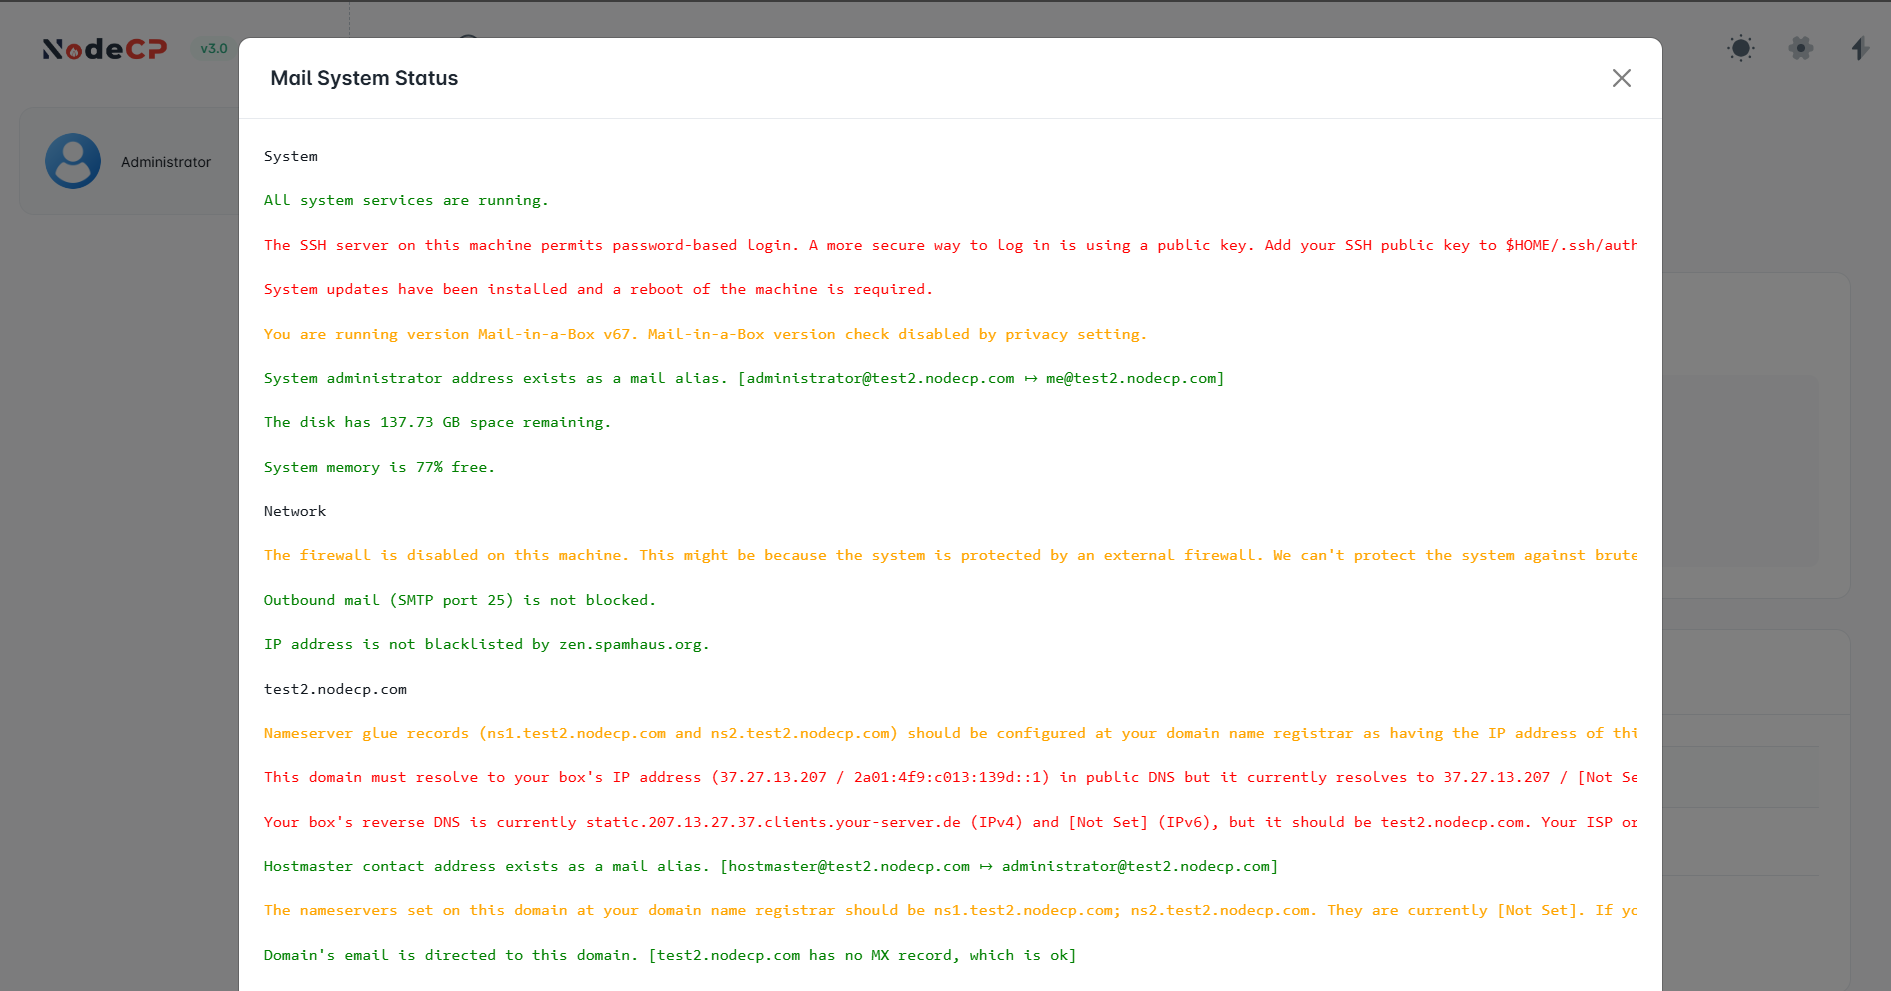 NodeCP
v3.0
Mail System Status
Administrator
System
All system services are running.
The SSH server on this machine permits password-based login. A more secure way to log in is using a public key. Add your SSH public key to $HOME/.ssh/auth
System updates have been installed and a reboot of the machine is required.
You are running version Mail-in-a-Box v67. Mail-in-a-Box version check disabled by privacy setting.
System administrator address exists as a mail alias. [administrator@test2.nodecp.com ↦ me@test2.nodecp.com]
The disk has 137.73 GB space remaining.
System memory is 77% free.
Network
The firewall is disabled on this machine. This might be because the system is protected by an external firewall. We can't protect the system against brute
Outbound mail (SMTP port 25) is not blocked.
IP address is not blacklisted by zen.spamhaus.org.
test2.nodecp.com
Nameserver glue records (ns1.test2.nodecp.com and ns2.test2.nodecp.com) should be configured at your domain name registrar as having the IP address of thi
This domain must resolve to your box's IP address (37.27.13.207 / 2a01:4f9:c013:139d::1) in public DNS but it currently resolves to 37.27.13.207 / [Not Se
Your box's reverse DNS is currently static.207.13.27.37.clients.your-server.de (IPv4) and [Not Set] (IPv6), but it should be test2.nodecp.com. Your ISP or
Hostmaster contact address exists as a mail alias. [hostmaster@test2.nodecp.com ↦ administrator@test2.nodecp.com]
The nameservers set on this domain at your domain name registrar should be ns1.test2.nodecp.com; ns2.test2.nodecp.com. They are currently [Not Set]. If yo
Domain's email is directed to this domain. [test2.nodecp.com has no MX record, which is ok]